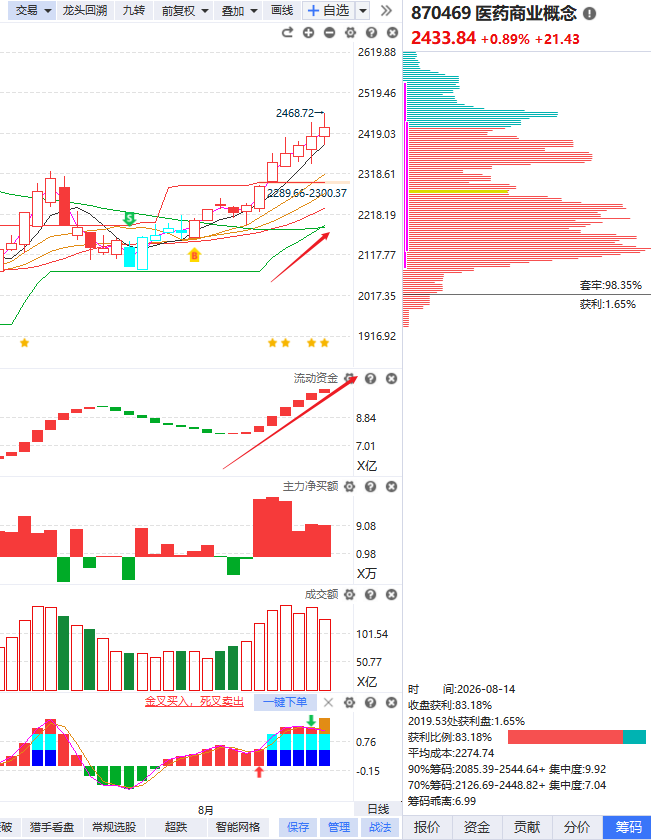 交易 龙头回溯 九转 前复权 叠加 画线 +自选
870469 医药商业概念
2433.84 +0.89% +21.43
2619.88
2519.46
2468.72→
2419.03
2318.61
2289.66-2300.37
2218.19
S
2117.77
B
2017.35
1916.92
套牢:98.35%
获利:1.65%
流动资金
8.84
7.01
X亿
主力净买额
9.08
0.98
X万
成交额
101.54
50.77
X亿
金叉买入，死叉卖出 一键下单
0.76
-0.15
8月 日线
时 间:2026-08-14
收盘获利:83.18%
2019.53处获利盘:1.65%
获利比例:83.18%
平均成本:2274.74
90%筹码:2085.39-2544.64+ 集中度:9.92
70%筹码:2126.69-2448.82+ 集中度:7.04
筹码乖离:6.99
破 猎手看盘 常规选股 超跌 智能网格 保存 管理 战法
报价 资金 贡献 分价 筹码